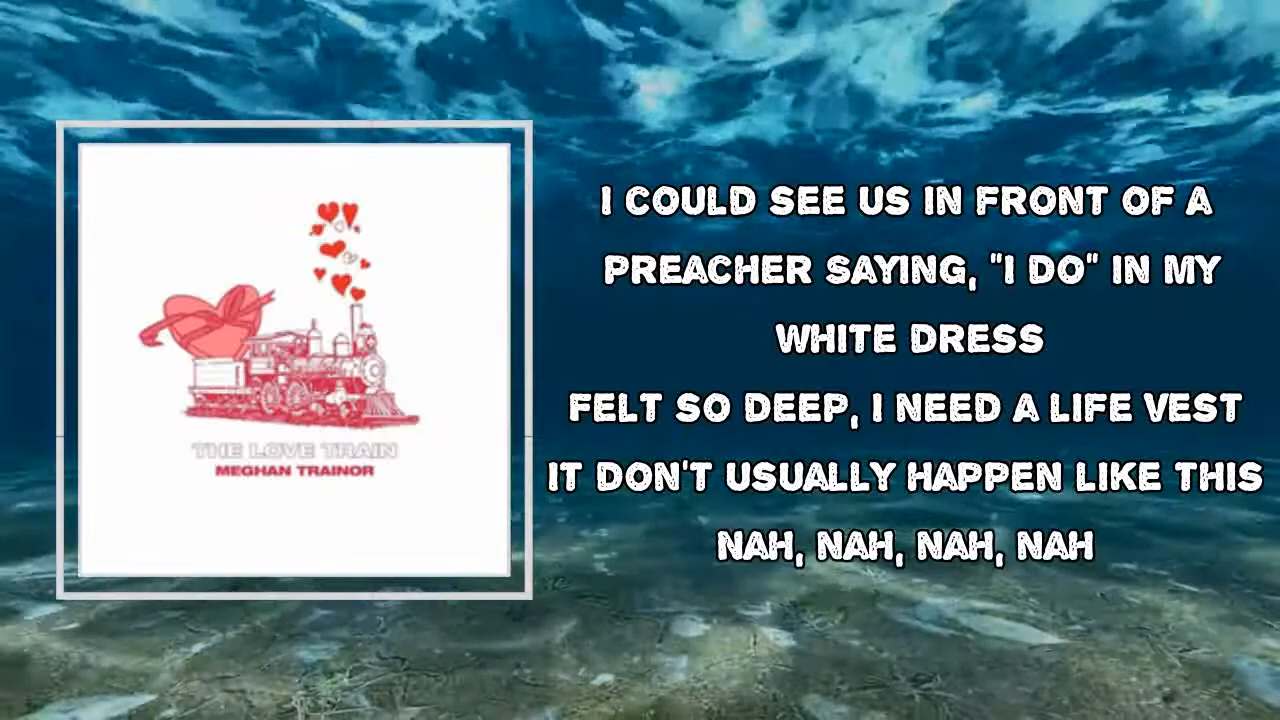 THE LOVE TRAIN
MEGHAN TRAINOR
I COULD SEE US IN FRONT OF A
PREACHER SAYING, "I DO" IN MY
WHITE DRESS
FELT SO DEEP, I NEED A LIFE VEST
IT DON'T USUALLY HAPPEN LIKE THIS
NAH, NAH, NAH, NAH